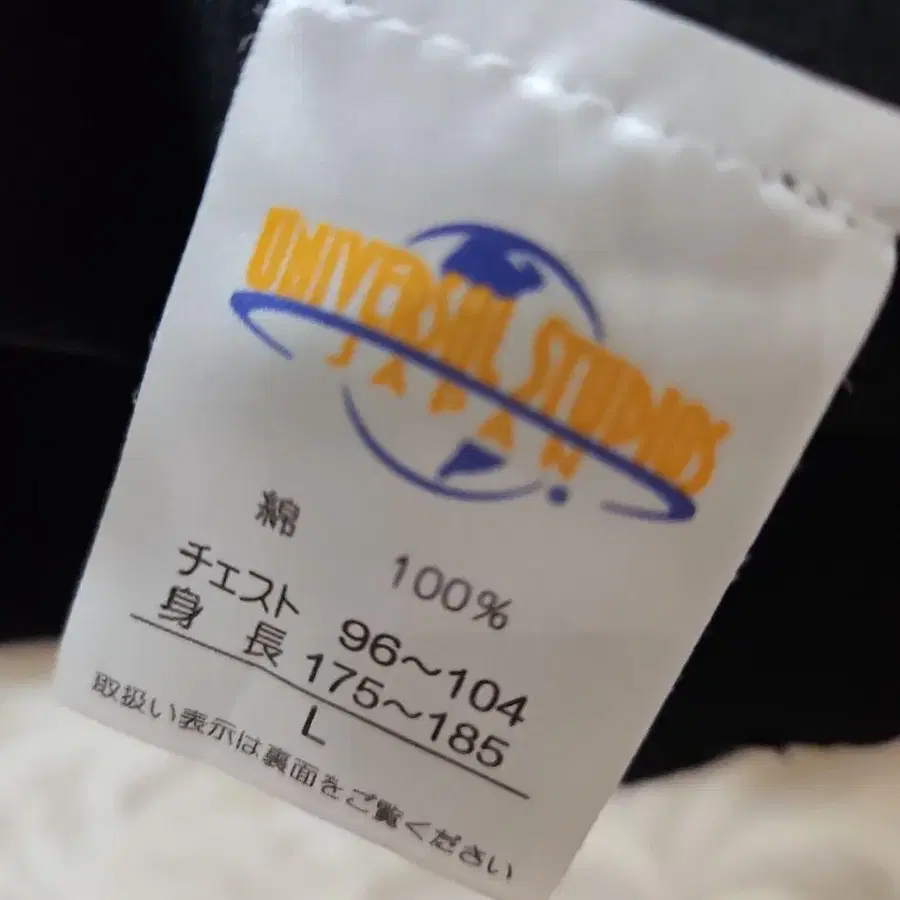 UNIVERSAL STUDIOS
JAPAN
綿 100%
チェスト 96～104
身長 175～185
L
取扱い表示は裏面をご覧ください